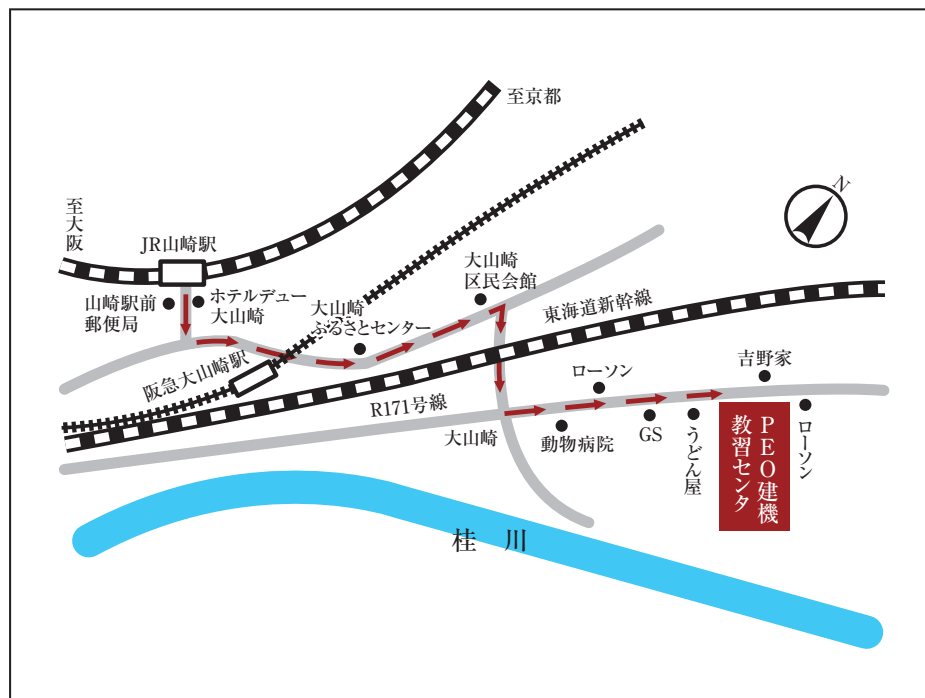 至京都
N
至大阪
JR山崎駅
山崎駅前
郵便局
ホテルデュー
大山崎
大山崎
ふるさとセンター
大山崎
区民会館
東海道新幹線
阪急大山崎駅
R171号線
大山崎
ローソン
動物病院
GS
うどん屋
吉野家
PEO建機
教習センタ
ローソン
桂川